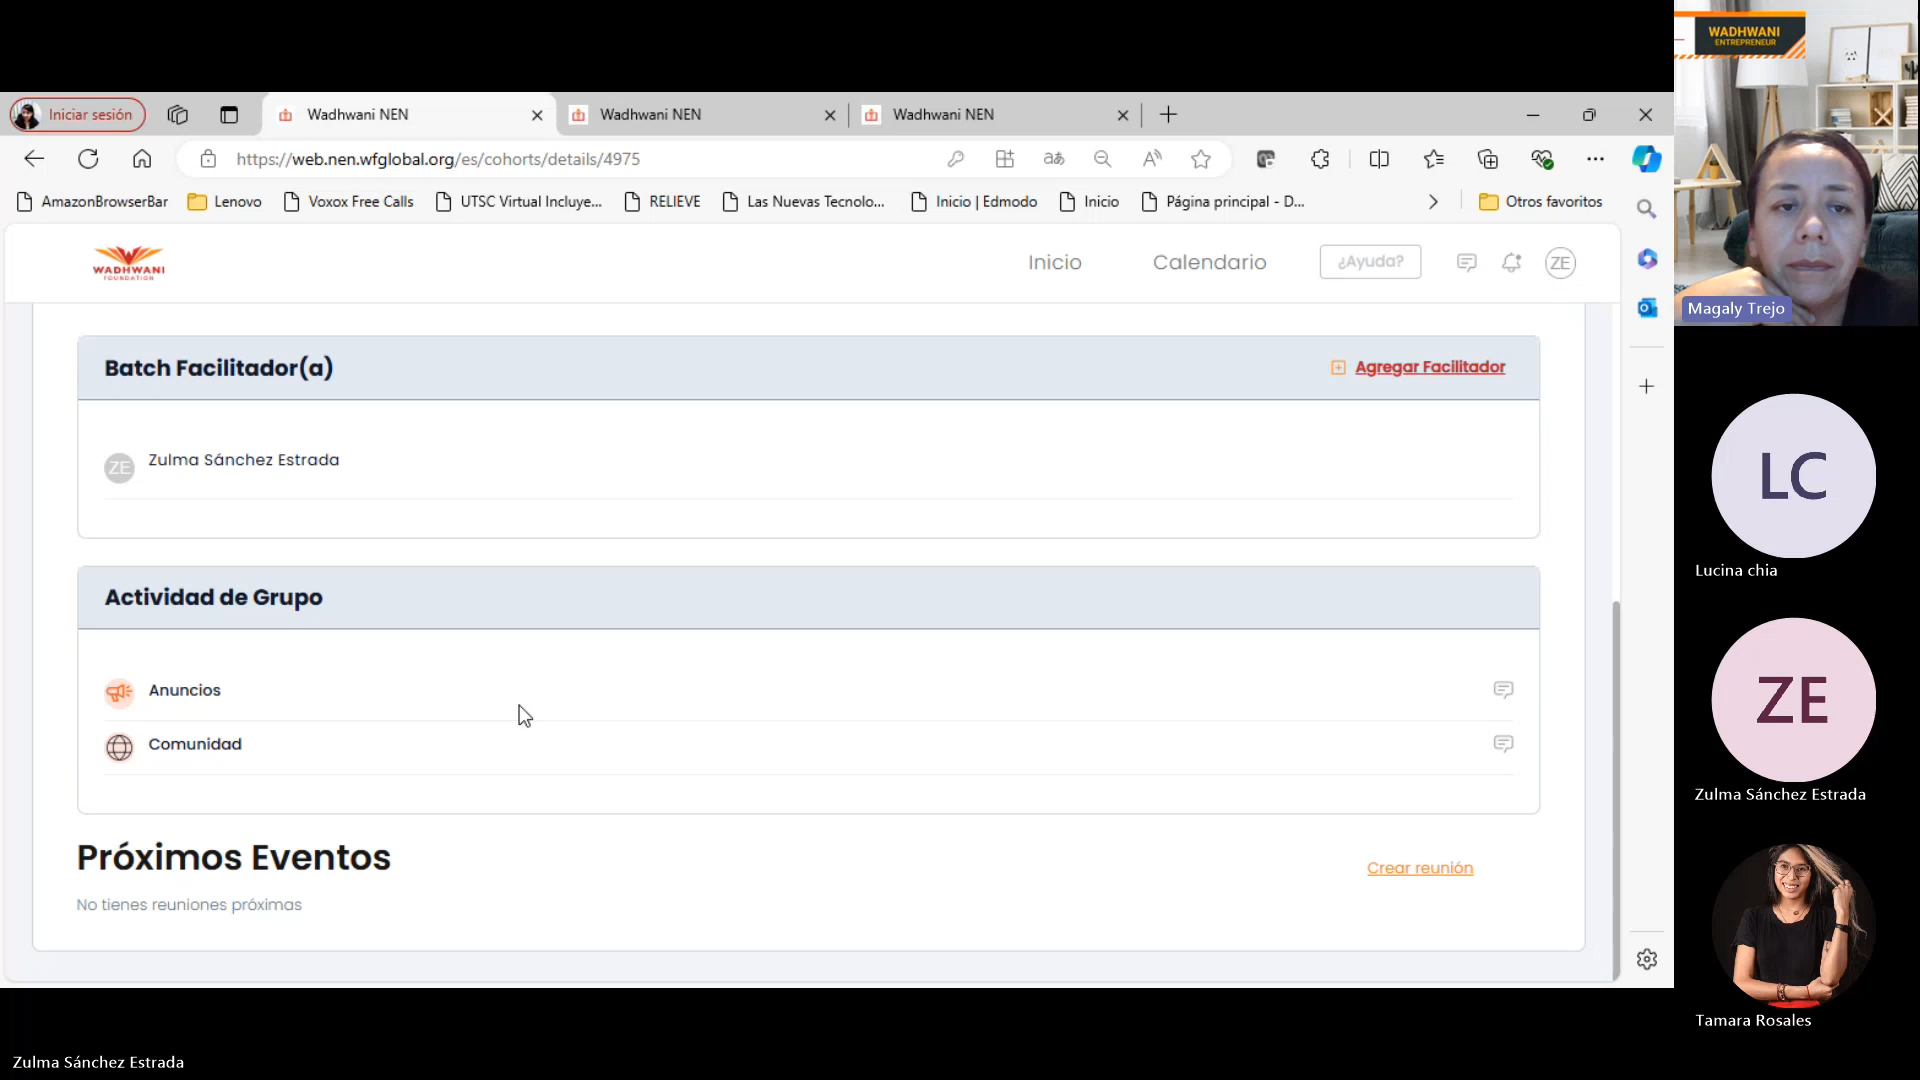 Iniciar sesión
Wadhwani NEN
Wadhwani NEN
Wadhwani NEN
https://web.nen.wfglobal.org/es/cohorts/details/4975
AmazonBrowserBar
Lenovo
Voxox Free Calls
UTSC Virtual Incluye...
RELIEVE
Las Nuevas Tecnolo...
Inicio | Edmodo
Inicio
Página principal - D...
Otros favoritos
WADHWANI
FOUNDATION
Inicio
Calendario
¿Ayuda?
ZE
Batch Facilitador(a)
Agregar Facilitador
ZE
Zulma Sánchez Estrada
Actividad de Grupo
Anuncios
Comunidad
Próximos Eventos
Crear reunión
No tienes reuniones próximas
Zulma Sánchez Estrada
WADHWANI
ENTREPRENEUR
Magaly Trejo
LC
Lucina chia
ZE
Zulma Sánchez Estrada
Tamara Rosales